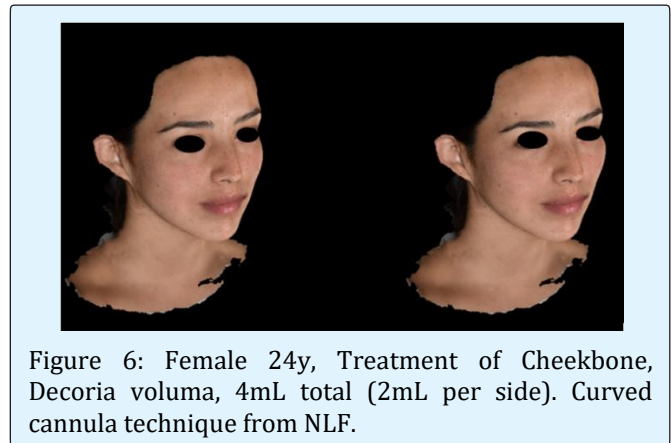 Figure 6: Female 24y, Treatment of Cheekbone,
Decoria voluma, 4mL total (2mL per side). Curved
cannula technique from NLF.